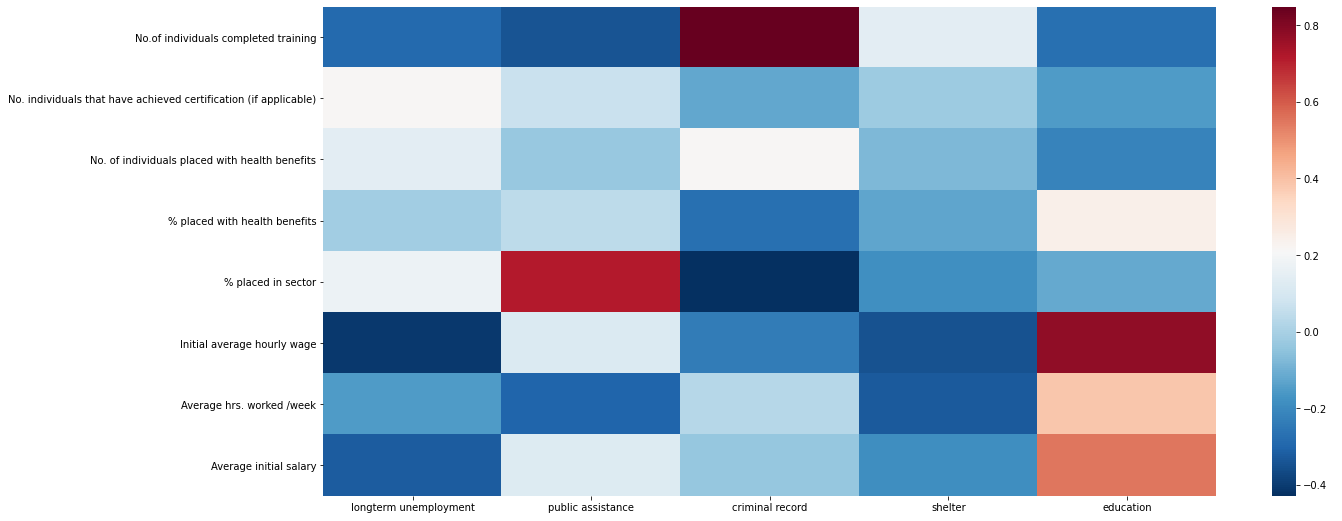 No.of individuals completed training
No. individuals that have achieved certification (if applicable)
No. of individuals placed with health benefits
% placed with health benefits
% placed in sector
Initial average hourly wage
Average hrs. worked /week
Average initial salary
longterm unemployment
public assistance
criminal record
shelter
education
0.8
0.6
0.4
0.2
0.0
−0.2
−0.4